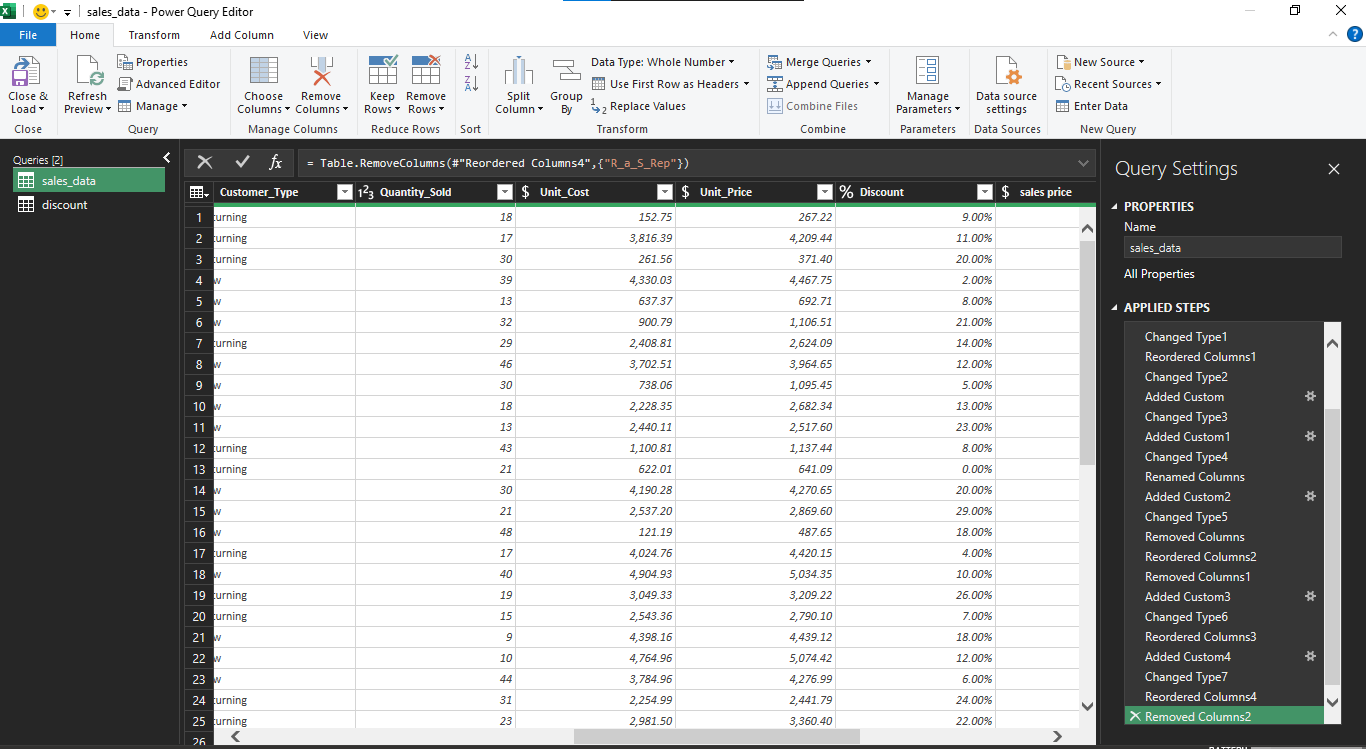 sales_data - Power Query Editor
File Home Transform Add Column View
Close & Load
Close
Refresh Preview
Properties
Advanced Editor
Manage
Query
Choose Columns
Remove Columns
Manage Columns
Keep Rows
Remove Rows
Reduce Rows
Sort
Split Column
Group By
Data Type: Whole Number
Use First Row as Headers
Replace Values
Transform
Merge Queries
Append Queries
Combine Files
Combine
Manage Parameters
Parameters
Data source settings
Data Sources
New Source
Recent Sources
Enter Data
New Query
Queries [2]
sales_data
discount
fx = Table.RemoveColumns(#"Reordered Columns4",{"R_a_S_Rep"})
Customer_Type 123 Quantity_Sold $ Unit_Cost $ Unit_Price % Discount $ sales price
1 turning 18 152.75 267.22 9.00%
2 turning 17 3,816.39 4,209.44 11.00%
3 turning 30 261.56 371.40 20.00%
4 w 39 4,330.03 4,467.75 2.00%
5 w 13 637.37 692.71 8.00%
6 w 32 900.79 1,106.51 21.00%
7 turning 29 2,408.81 2,624.09 14.00%
8 w 46 3,702.51 3,964.65 12.00%
9 w 30 738.06 1,095.45 5.00%
10 w 18 2,228.35 2,682.34 13.00%
11 w 13 2,440.11 2,517.60 23.00%
12 turning 43 1,100.81 1,137.44 8.00%
13 turning 21 622.01 641.09 0.00%
14 w 30 4,190.28 4,270.65 20.00%
15 w 21 2,537.20 2,869.60 29.00%
16 w 48 121.19 487.65 18.00%
17 turning 17 4,024.76 4,420.15 4.00%
18 w 40 4,904.93 5,034.35 10.00%
19 turning 19 3,049.33 3,209.22 26.00%
20 turning 15 2,543.36 2,790.10 7.00%
21 w 9 4,398.16 4,439.12 18.00%
22 w 10 4,764.96 5,074.42 12.00%
23 w 44 3,784.96 4,276.99 6.00%
24 turning 31 2,254.99 2,441.79 24.00%
25 turning 23 2,981.50 3,360.40 22.00%
26
Query Settings
PROPERTIES
Name
sales_data
All Properties
APPLIED STEPS
Changed Type1
Reordered Columns1
Changed Type2
Added Custom
Changed Type3
Added Custom1
Changed Type4
Renamed Columns
Added Custom2
Changed Type5
Removed Columns
Reordered Columns2
Removed Columns1
Added Custom3
Changed Type6
Reordered Columns3
Added Custom4
Changed Type7
Reordered Columns4
Removed Columns2